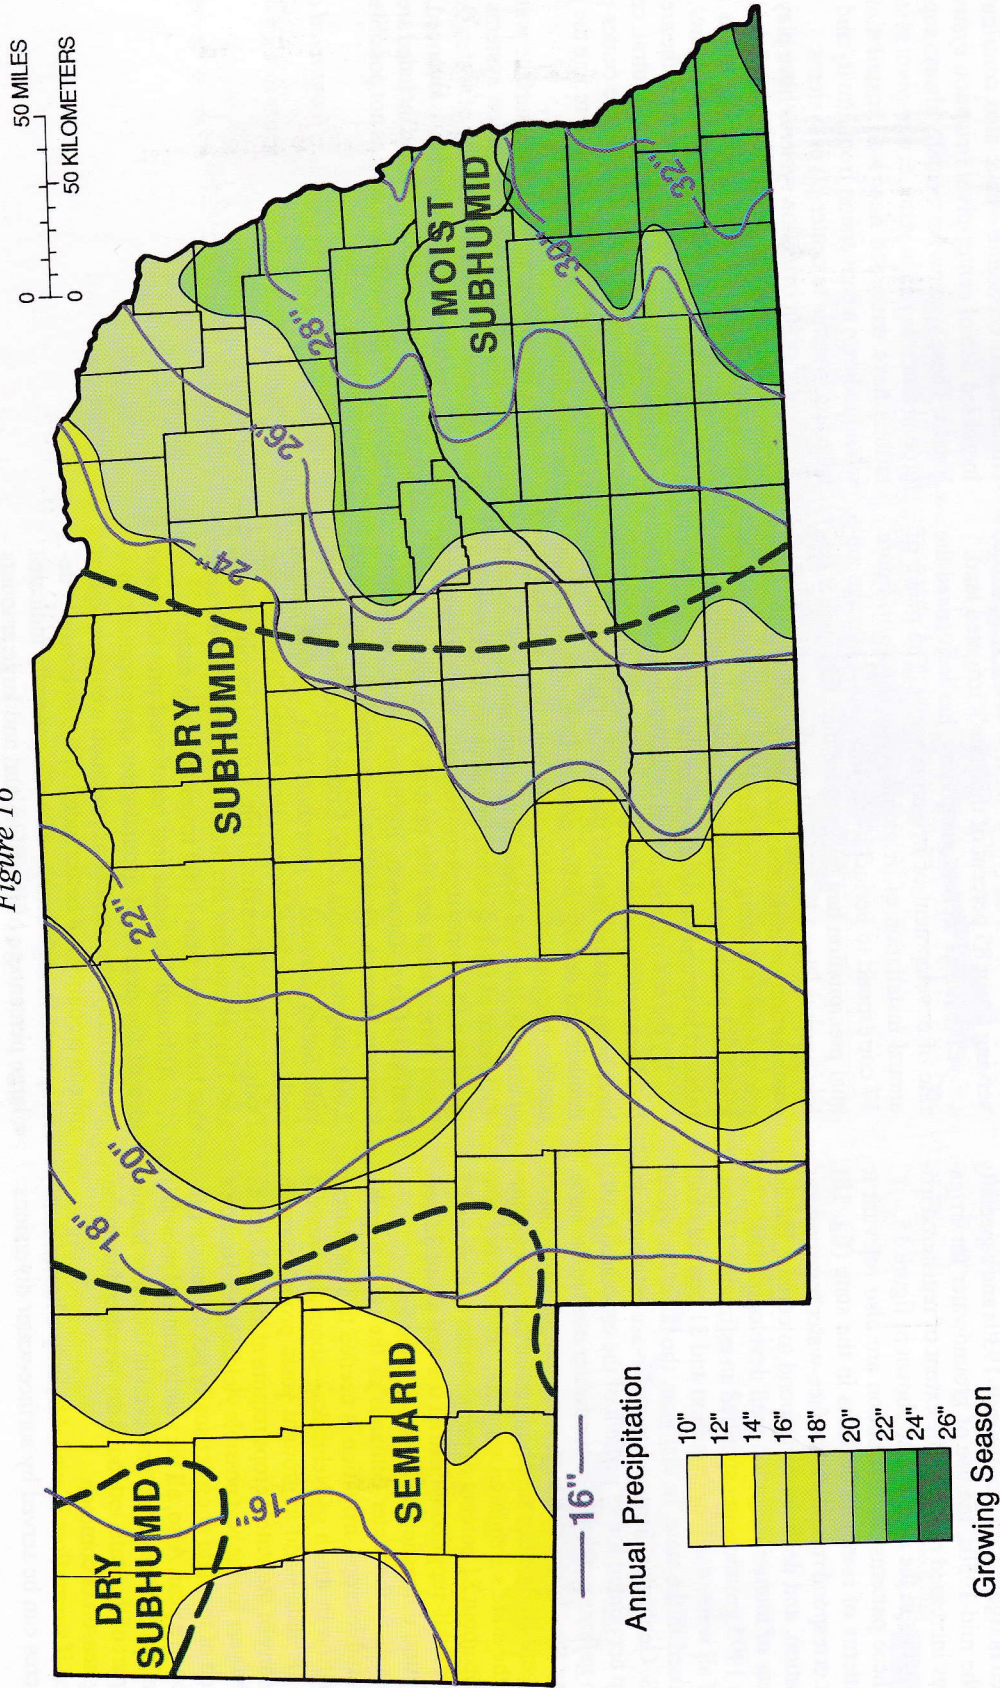 Figure 16
0 50 MILES
0 50 KILOMETERS
DRY
SUBHUMID
SEMIARID
DRY
SUBHUMID
MOIST
SUBHUMID
16"
18"
20"
22"
24"
26"
28"
30"
32"
16"
Annual Precipitation
10"
12"
14"
16"
18"
20"
22"
24"
26"
Growing Season